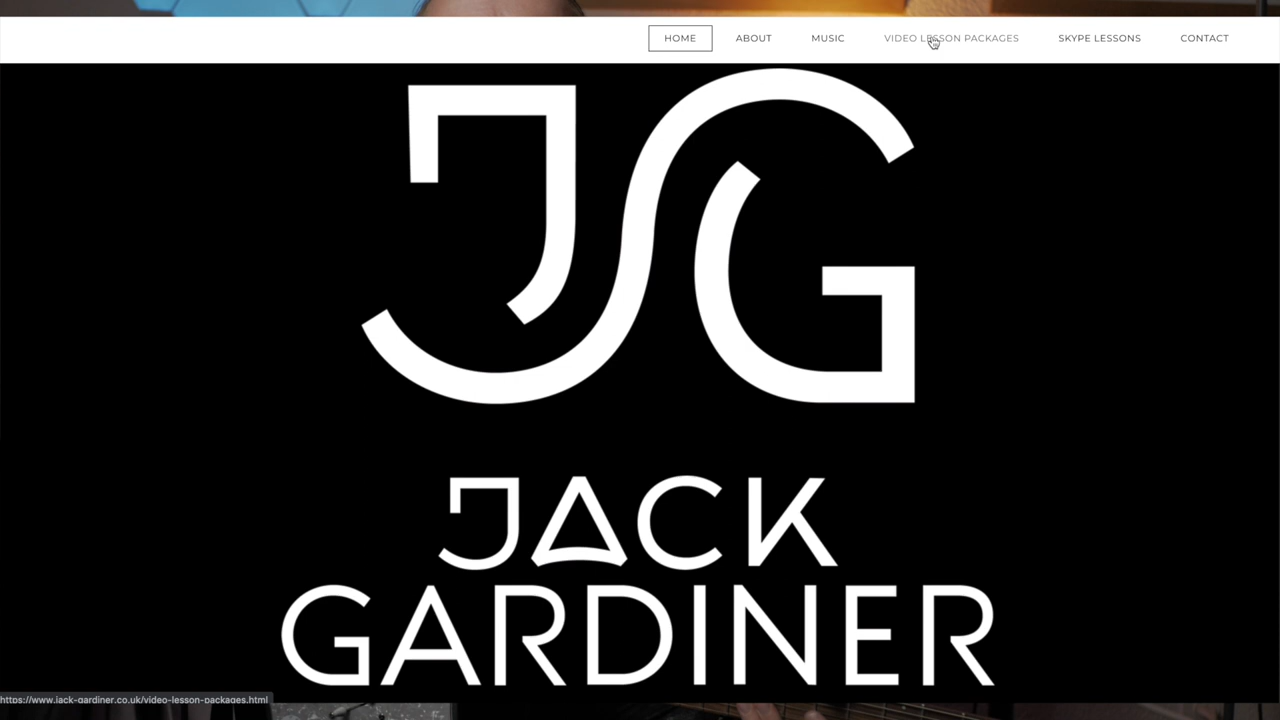 HOME ABOUT MUSIC VIDEO LESSON PACKAGES SKYPE LESSONS CONTACT
JG
JACK
GARDINER
https://www.jack-gardiner.co.uk/video-lesson-packages.html